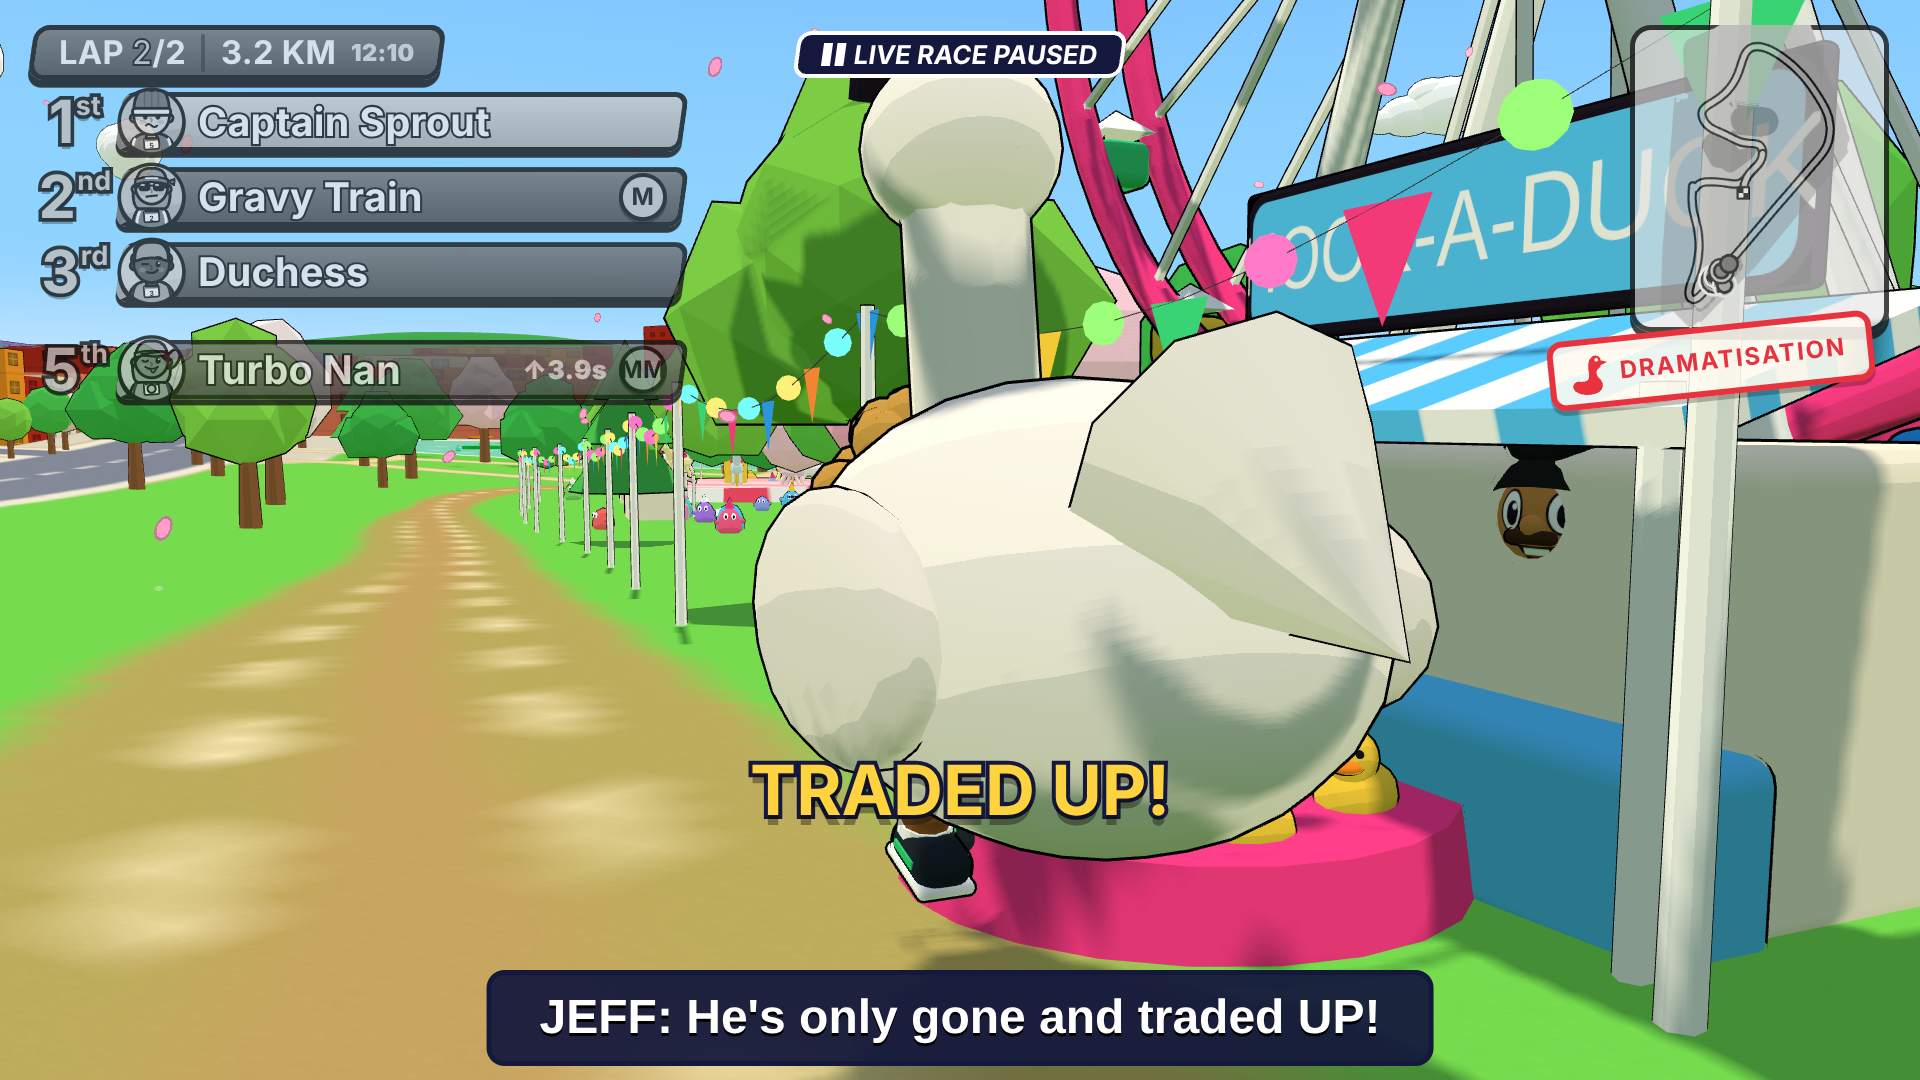 LAP 2/2 3.2 KM 12:10
LIVE RACE PAUSED
1st Captain Sprout
2nd Gravy Train M
3rd Duchess
5th Turbo Nan ↑3.9s MM
-A-DUCK
DRAMATISATION
TRADED UP!
JEFF: He's only gone and traded UP!